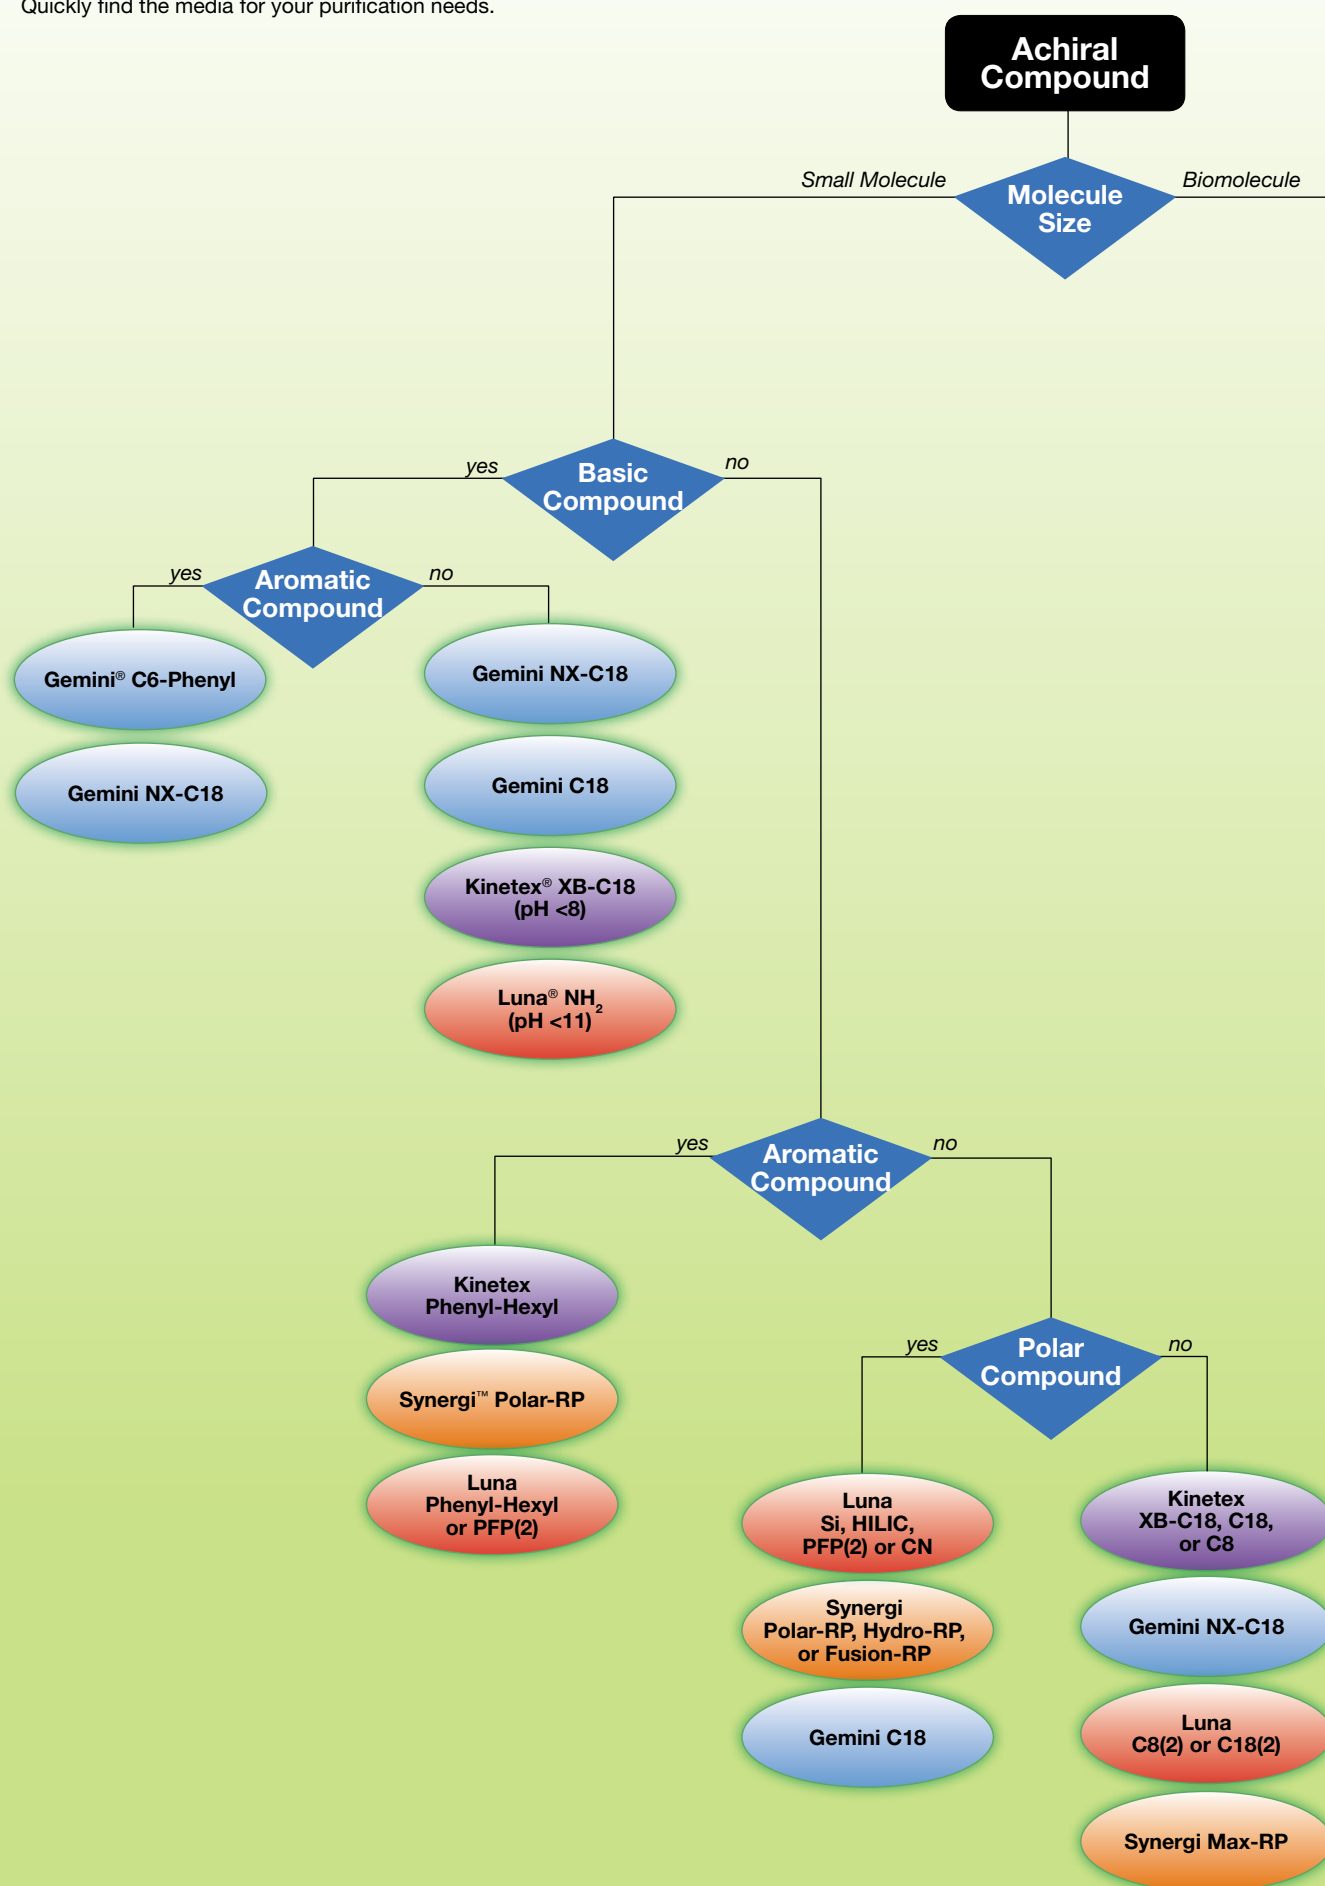 Quickly find the media for your purification needs.
Achiral
Compound
Small Molecule
Molecule
Size
Biomolecule
yes
Basic
Compound
no
yes
Aromatic
Compound
no
Gemini® C6-Phenyl
Gemini NX-C18
Gemini NX-C18
Gemini C18
Kinetex® XB-C18
(pH <8)
Luna® NH2
(pH <11)
yes
Aromatic
Compound
no
Kinetex
Phenyl-Hexyl
Synergi™ Polar-RP
Luna
Phenyl-Hexyl
or PFP(2)
yes
Polar
Compound
no
Luna
Si, HILIC,
PFP(2) or CN
Synergi
Polar-RP, Hydro-RP,
or Fusion-RP
Gemini C18
Kinetex
XB-C18, C18,
or C8
Gemini NX-C18
Luna
C8(2) or C18(2)
Synergi Max-RP